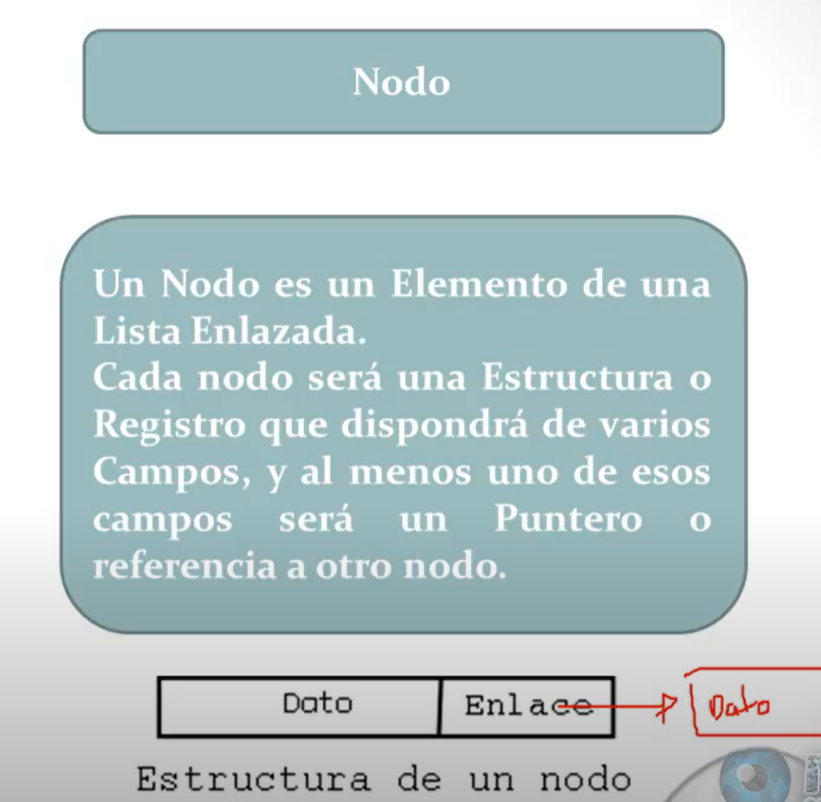 Nodo
Un Nodo es un Elemento de una
Lista Enlazada.
Cada nodo será una Estructura o
Registro que dispondrá de varios
Campos, y al menos uno de esos
campos será un Puntero o
referencia a otro nodo.
Dato Enlace Dato
Estructura de un nodo